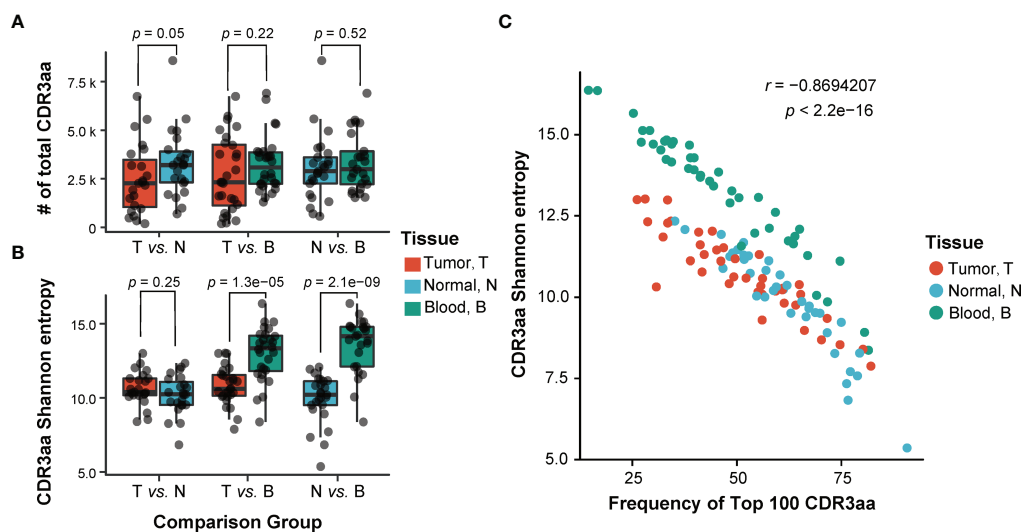 A
p = 0.05
p = 0.22
p = 0.52
# of total CDR3aa
7.5 k
5.0 k
2.5 k
0
T vs. N
T vs. B
N vs. B
B
p = 0.25
p = 1.3e−05
p = 2.1e−09
CDR3aa Shannon entropy
15.0
10.0
5.0
T vs. N
T vs. B
N vs. B
Comparison Group
Tissue
Tumor, T
Normal, N
Blood, B
C
r = −0.8694207
p < 2.2e−16
CDR3aa Shannon entropy
15.0
12.5
10.0
7.5
5.0
25
50
75
Frequency of Top 100 CDR3aa
Tissue
Tumor, T
Normal, N
Blood, B